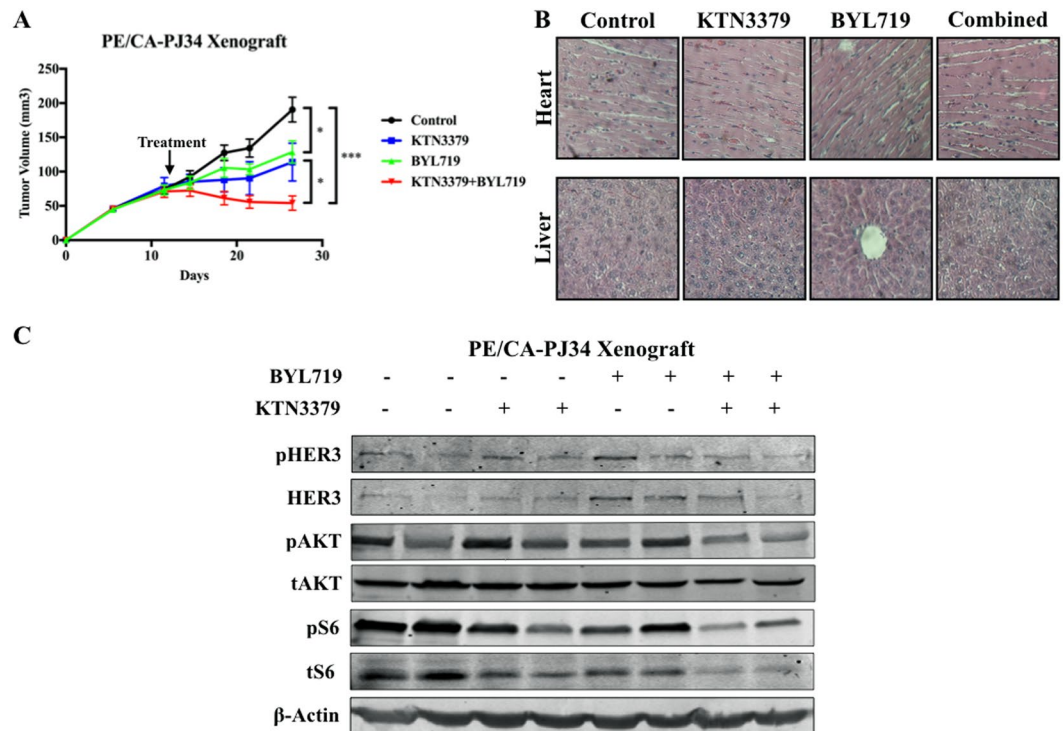 A
PE/CA-PJ34 Xenograft
Tumor Volume (mm3)
250
200
150
100
50
0
0
10
20
30
Days
Treatment
*
*
***
Control
KTN3379
BYL719
KTN3379+BYL719
B
Control KTN3379 BYL719 Combined
Heart
Liver
C
PE/CA-PJ34 Xenograft
BYL719 - - - - + + + +
KTN3379 - - + + - - + +
pHER3
HER3
pAKT
tAKT
pS6
tS6
β-Actin